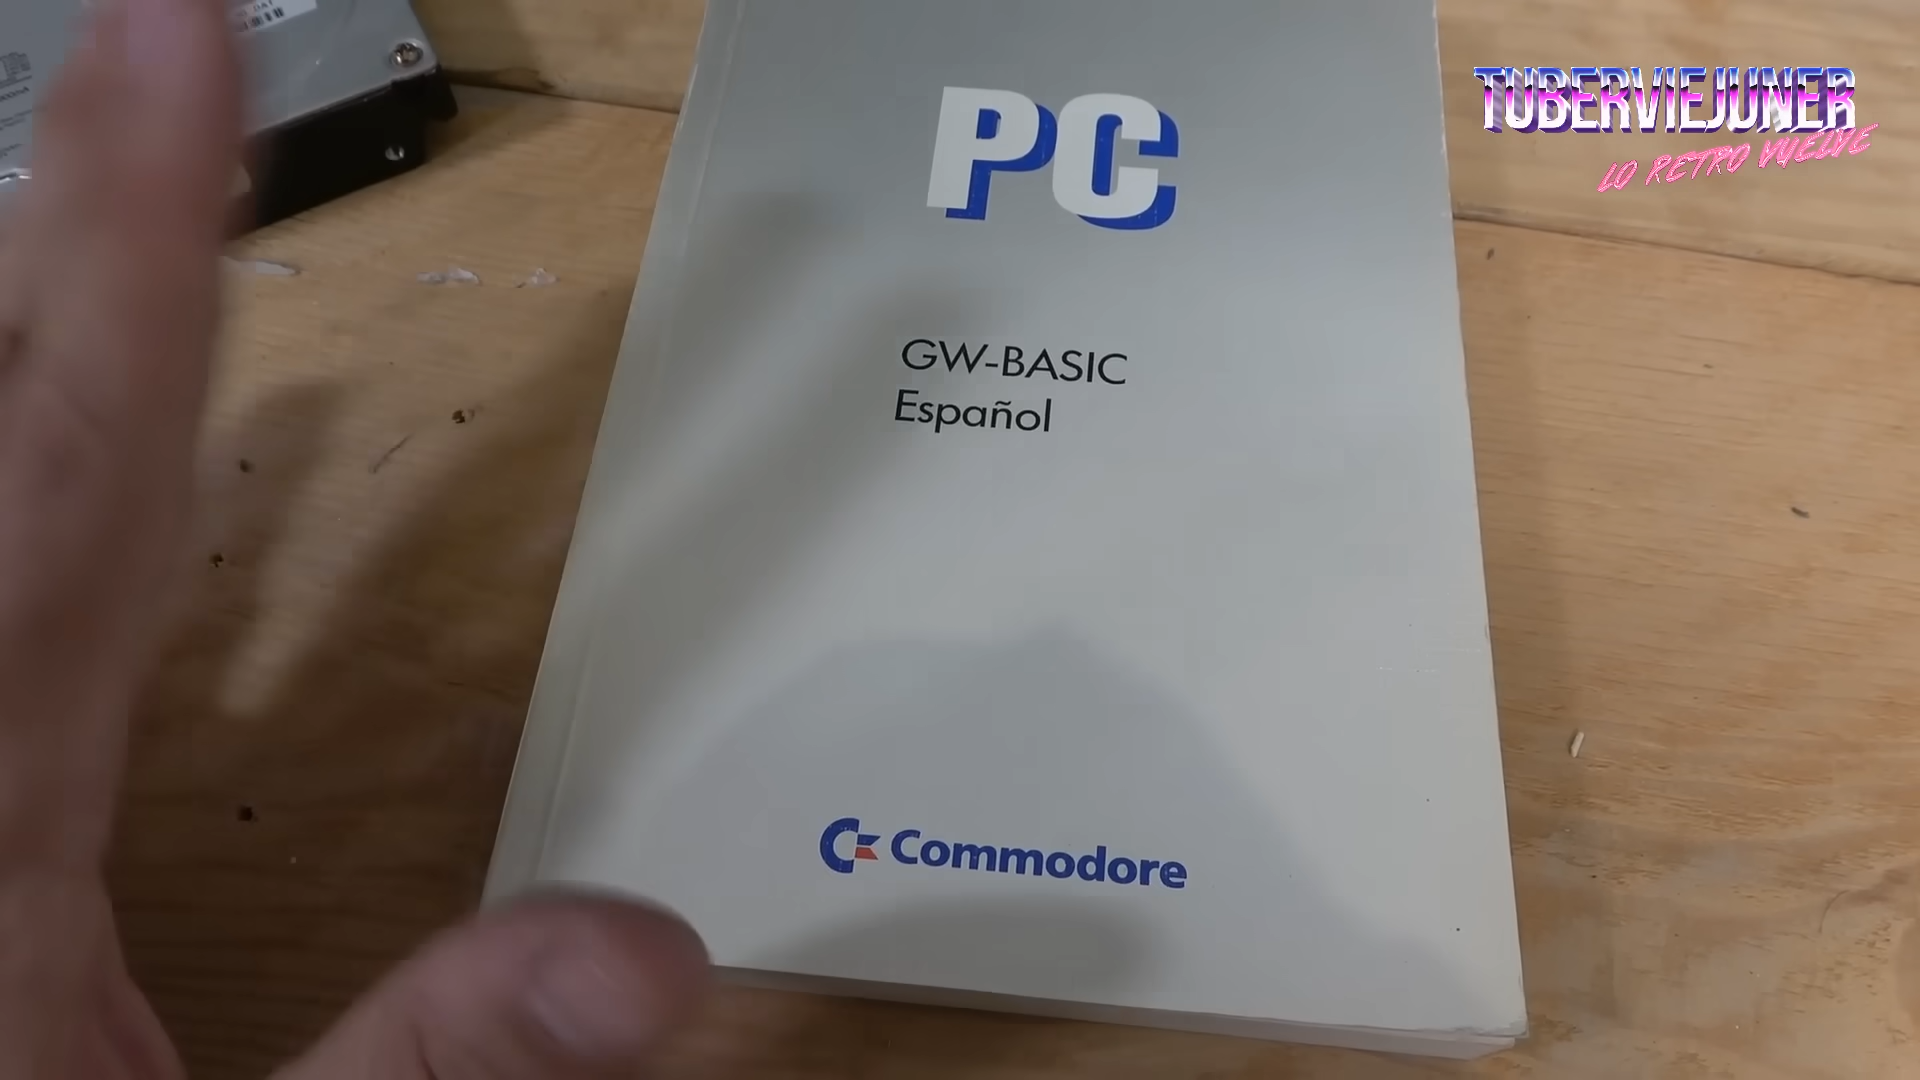 TUBERVIEJUNER
LO RETRO VUELVE
PC
GW-BASIC
Español
Commodore